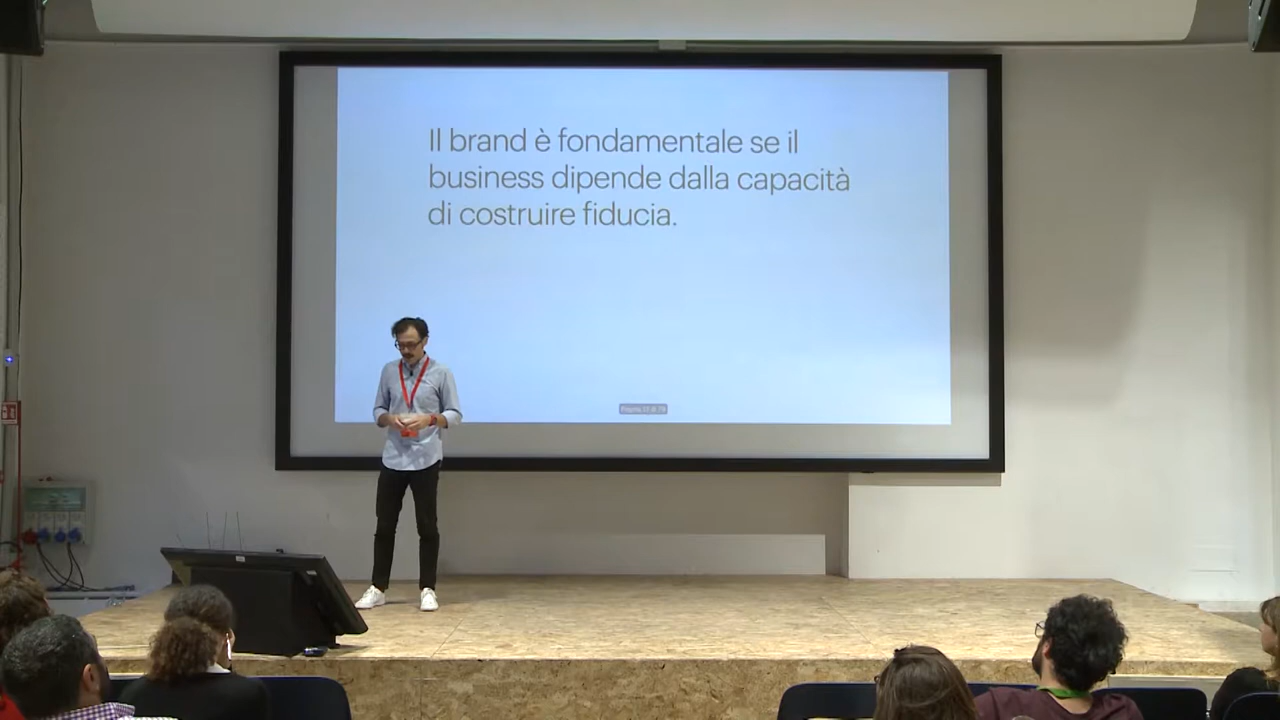 Il brand è fondamentale se il
business dipende dalla capacità
di costruire fiducia.